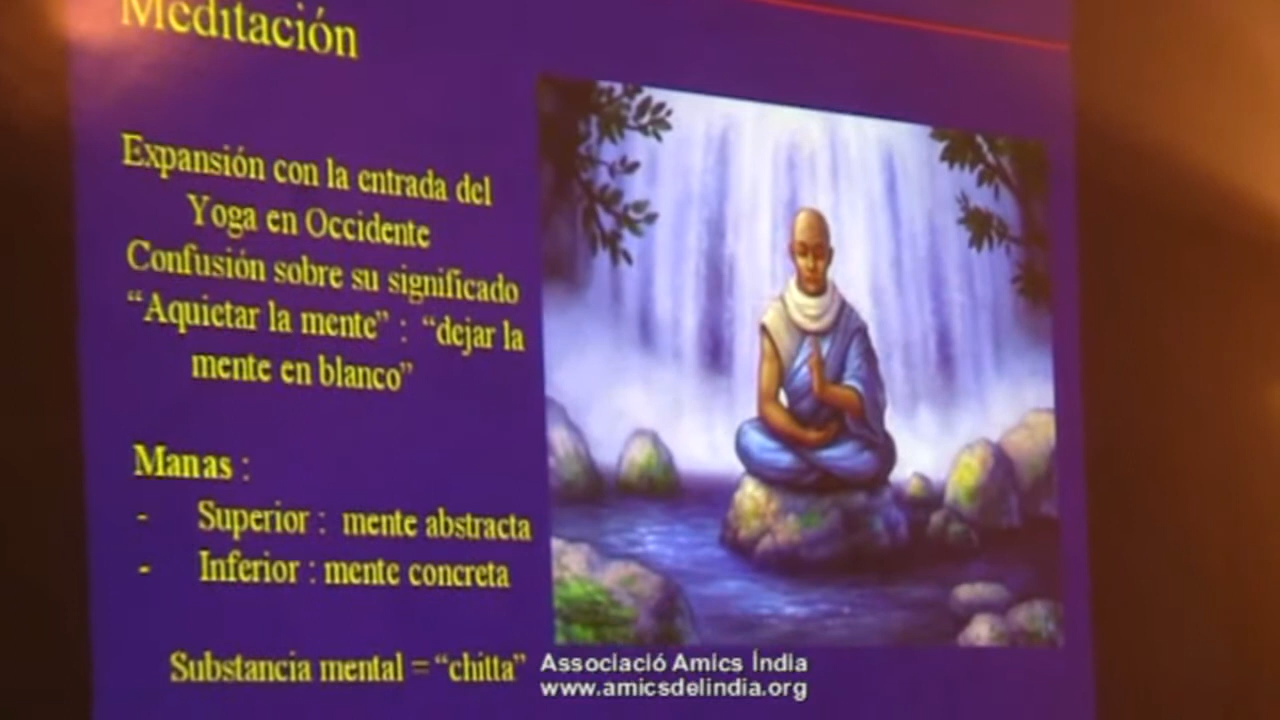 Meditación
Expansión con la entrada del
Yoga en Occidente
Confusión sobre su significado
“Aquietar la mente” : “dejar la
mente en blanco”
Manas :
- Superior : mente abstracta
- Inferior : mente concreta
Substancia mental = “chitta”
Associació Amics Índia
www.amicsdelindia.org